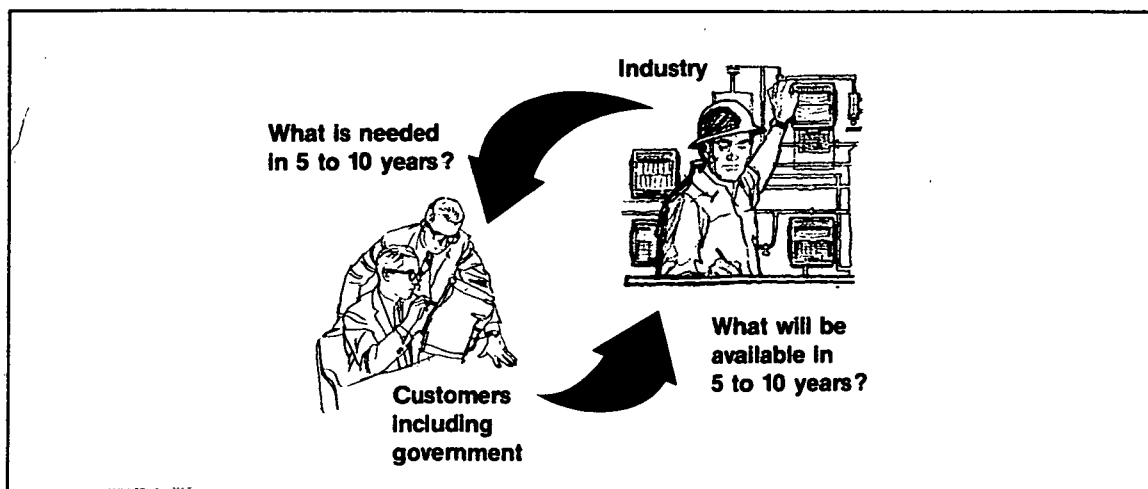 Industry
What is needed
in 5 to 10 years?
What will be
available in
5 to 10 years?
Customers
including
government